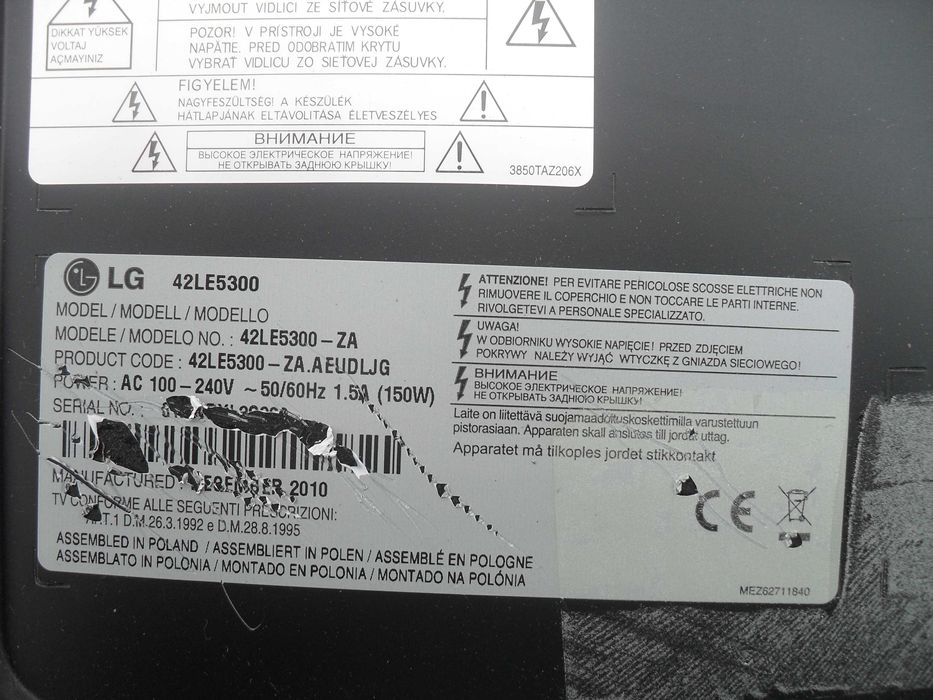 VYJMOUT VIDLICI ZE SÍŤOVÉ ZÁSUVKY.
DİKKAT YÜKSEK
VOLTAJ
AÇMAYINIZ
POZOR! V PRÍSTROJI JE VYSOKÉ
NAPÄTIE. PRED ODOBRATIM KRYTU
VYBRAŤ VIDLICU ZO SIEŤOVEJ ZÁSUVKY.
FIGYELEM!
NAGYFESZÜLTSÉG! A KÉSZÜLÉK
HÁTLAPJÁNAK ELTÁVOLITÁSA ÉLETVESZÉLYES
ВНИМАНИЕ
ВЫСОКОЕ ЭЛЕКТРИЧЕСКОЕ НАПРЯЖЕНИЕ!
НЕ ОТКРЫВАТЬ ЗАДНЮЮ КРЫШКУ!
3850TAZ206X
LG 42LE5300
MODEL / MODELL / MODELLO
MODELE / MODELO NO. : 42LE5300-ZA
PRODUCT CODE : 42LE5300-ZA.AEUDLJG
POWER : AC 100-240V ~50/60Hz 1.5A (150W)
SERIAL NO. :
MANUFACTURED : 2010
TV CONFORME ALLE SEGUENTI PRESCRIZIONI:
ART.1 D.M.26.3.1992 e D.M.28.8.1995
ASSEMBLED IN POLAND / ASSEMBLIERT IN POLEN / ASSEMBLÉ EN POLOGNE
ASSEMBLATO IN POLONIA / MONTADO EN POLONIA / MONTADO NA POLÓNIA
ATTENZIONE! PER EVITARE PERICOLOSE SCOSSE ELETTRICHE NON
RIMUOVERE IL COPERCHIO E NON TOCCARE LE PARTI INTERNE.
RIVOLGETEVI A PERSONALE SPECIALIZZATO.
UWAGA!
W ODBIORNIKU WYSOKIE NAPIĘCIE! PRZED ZDJĘCIEM
POKRYWY NALEŻY WYJĄĆ WTYCZKĘ Z GNIAZDA SIECIOWEGO!
ВНИМАНИЕ
ВЫСОКОЕ ЭЛЕКТРИЧЕСКОЕ НАПРЯЖЕНИЕ!
НЕ ОТКРЫВАТЬ ЗАДНЮЮ КРЫШКУ!
Laite on liitettävä suojamaadoituskoskettimilla varustettuun
pistorasiaan. Apparaten skall anslutas till jordat uttag.
Apparatet må tilkoples jordet stikkontakt
CE
MEZ62711840